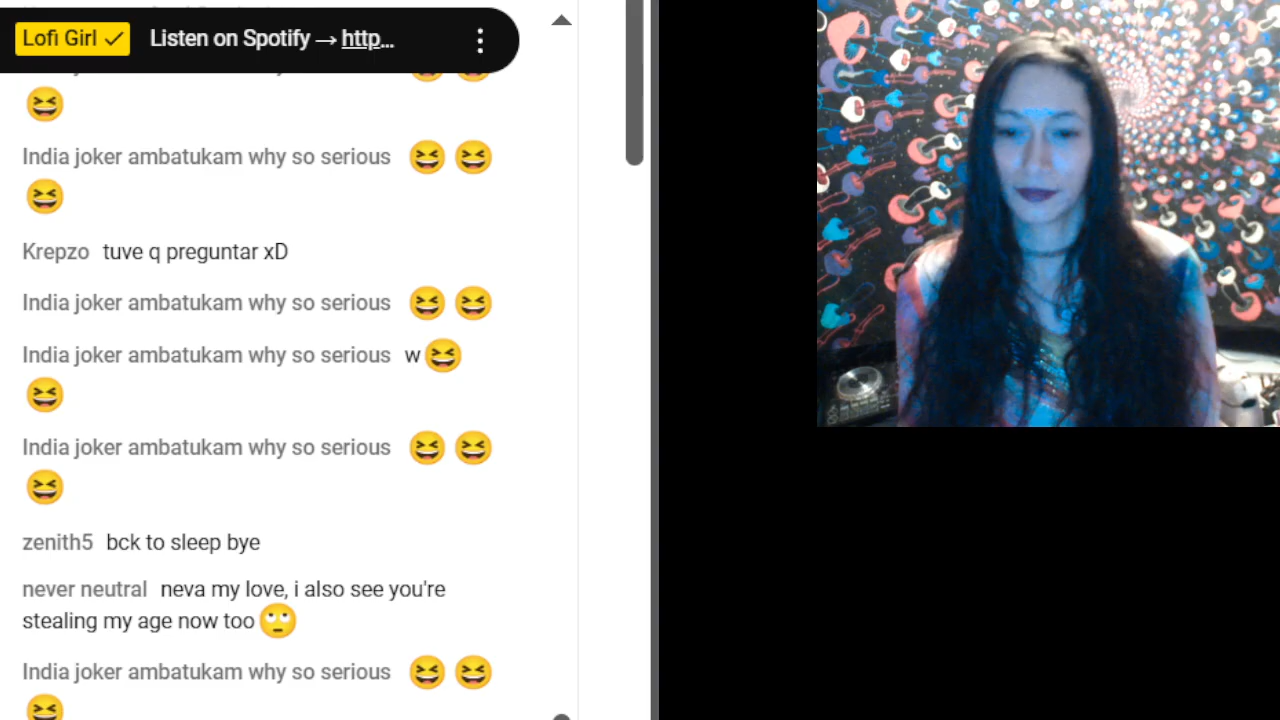 Lofi Girl ✓ Listen on Spotify → http...
😆
India joker ambatukam why so serious 😆 😆
😆
Krepzo tuve q preguntar xD
India joker ambatukam why so serious 😆 😆
India joker ambatukam why so serious w😆
😆
India joker ambatukam why so serious 😆 😆
😆
zenith5 bck to sleep bye
never neutral neva my love, i also see you're
stealing my age now too 🙄
India joker ambatukam why so serious 😆 😆
😆